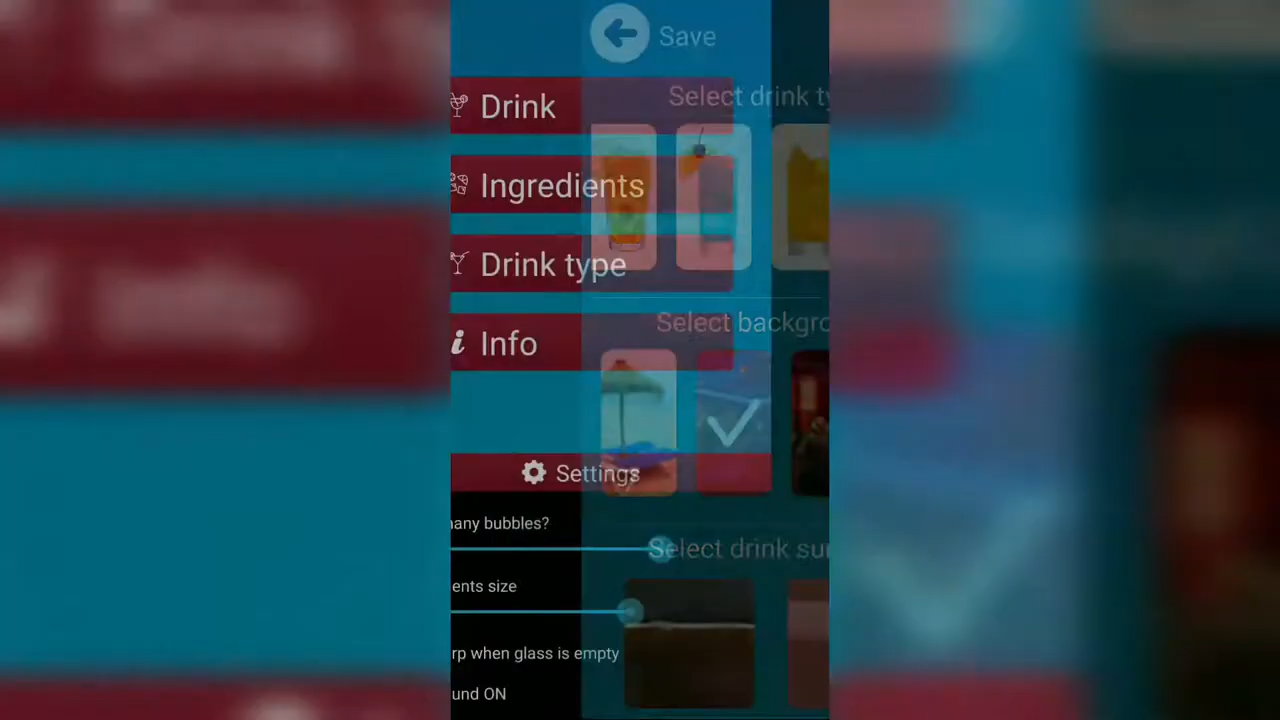 Save
Select drink ty
Drink
Ingredients
Drink type
Select backgro
Info
Settings
many bubbles?
Select drink su
ents size
rp when glass is empty
und ON